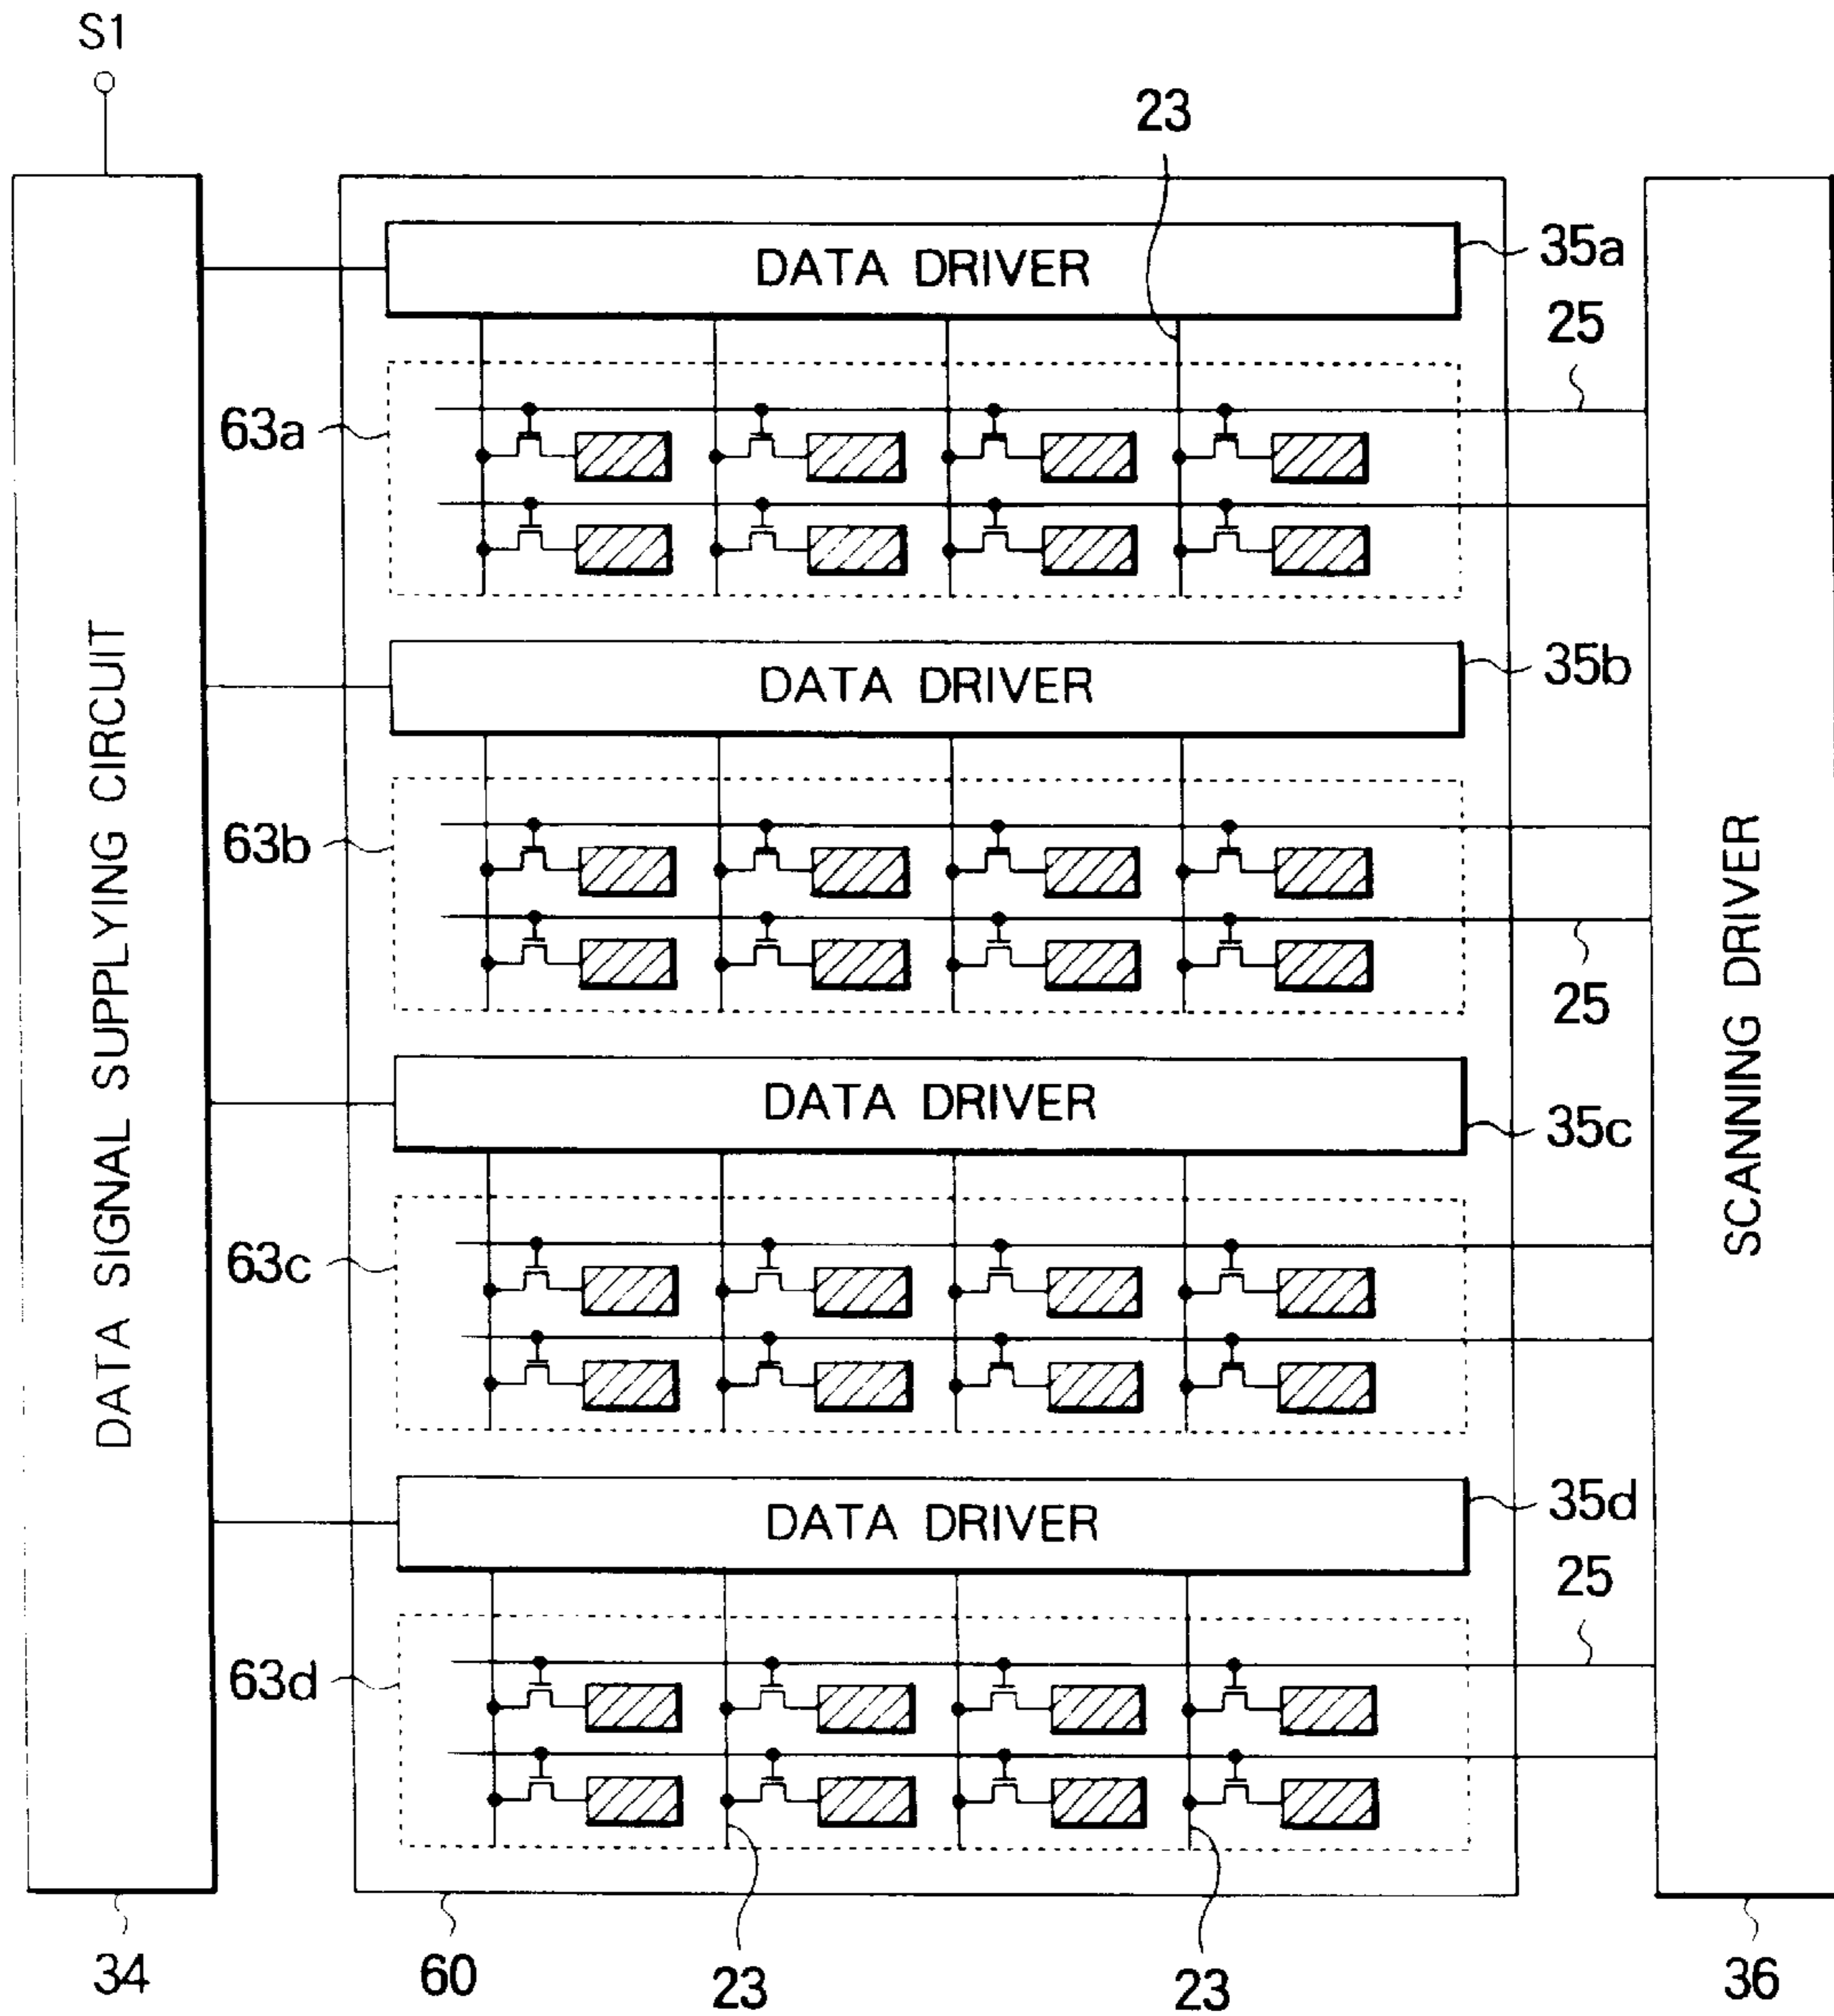 S1
23
DATA DRIVER
35a
25
63a
DATA DRIVER
35b
63b
25
DATA SIGNAL SUPPLYING CIRCUIT
SCANNING DRIVER
DATA DRIVER
35c
63c
DATA DRIVER
35d
25
63d
34
60
23
23
36